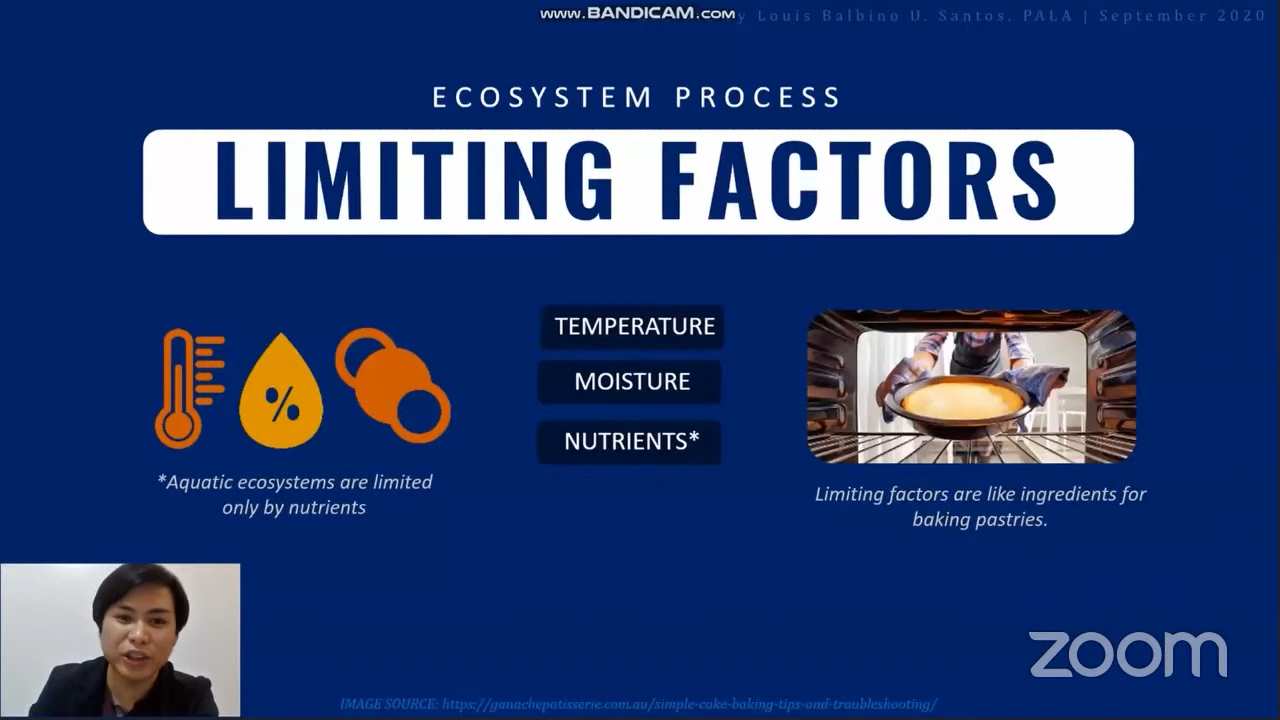 www.BANDICAM.com
y Louis Balbino U. Santos, PALA | September 2020
ECOSYSTEM PROCESS
LIMITING FACTORS
TEMPERATURE
MOISTURE
%
NUTRIENTS*
*Aquatic ecosystems are limited
only by nutrients
Limiting factors are like ingredients for
baking pastries.
zoom
IMAGE SOURCE: https://ganachepatisserie.com.au/simple-cake-baking-tips-and-troubleshooting/